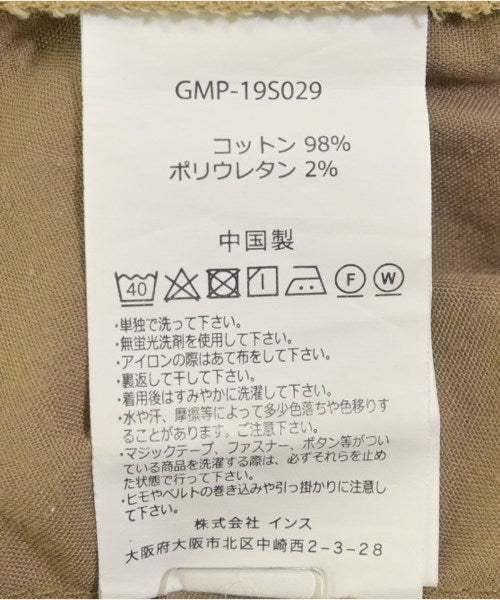 GMP-19S029
コットン 98%
ポリウレタン 2%
中国製
40 F W
・単独で洗って下さい。
・無蛍光洗剤を使用して下さい。
・アイロンの際はあて布をして下さい。
・裏返して干して下さい。
・着用後はすみやかに洗濯して下さい。
・水や汗、摩擦等によって多少色落ちや色移りす
ることがあります。ご注意下さい。
・マジックテープ、ファスナー、ボタン等がつい
ている商品を洗濯する際は、必ずそれらを止め
た状態で行って下さい。
・ヒモやベルトの巻き込みや引っ掛かりに注意し
て下さい。
株式会社 インス
大阪府大阪市北区中崎西2-3-28